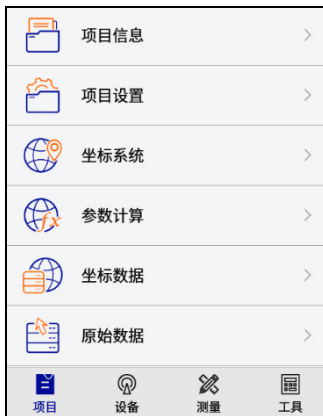 项目信息
项目设置
坐标系统
参数计算
坐标数据
原始数据
项目 设备 测量 工具